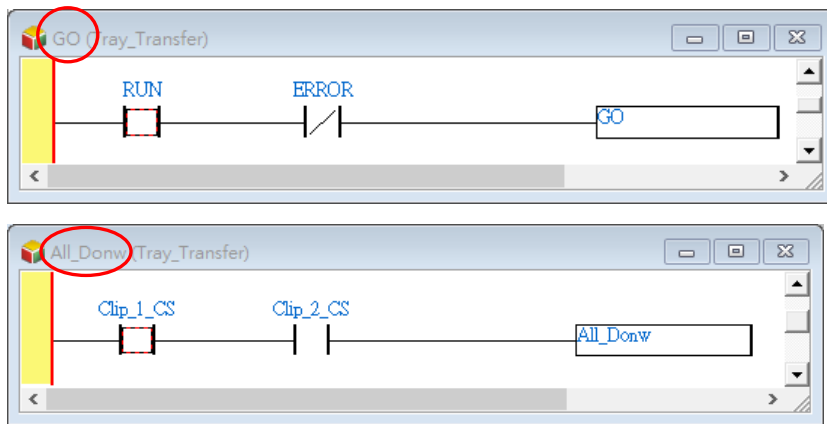 GO (Tray_Transfer)
RUN ERROR
GO
All_Donw (Tray_Transfer)
Clip_1_CS Clip_2_CS
All_Donw